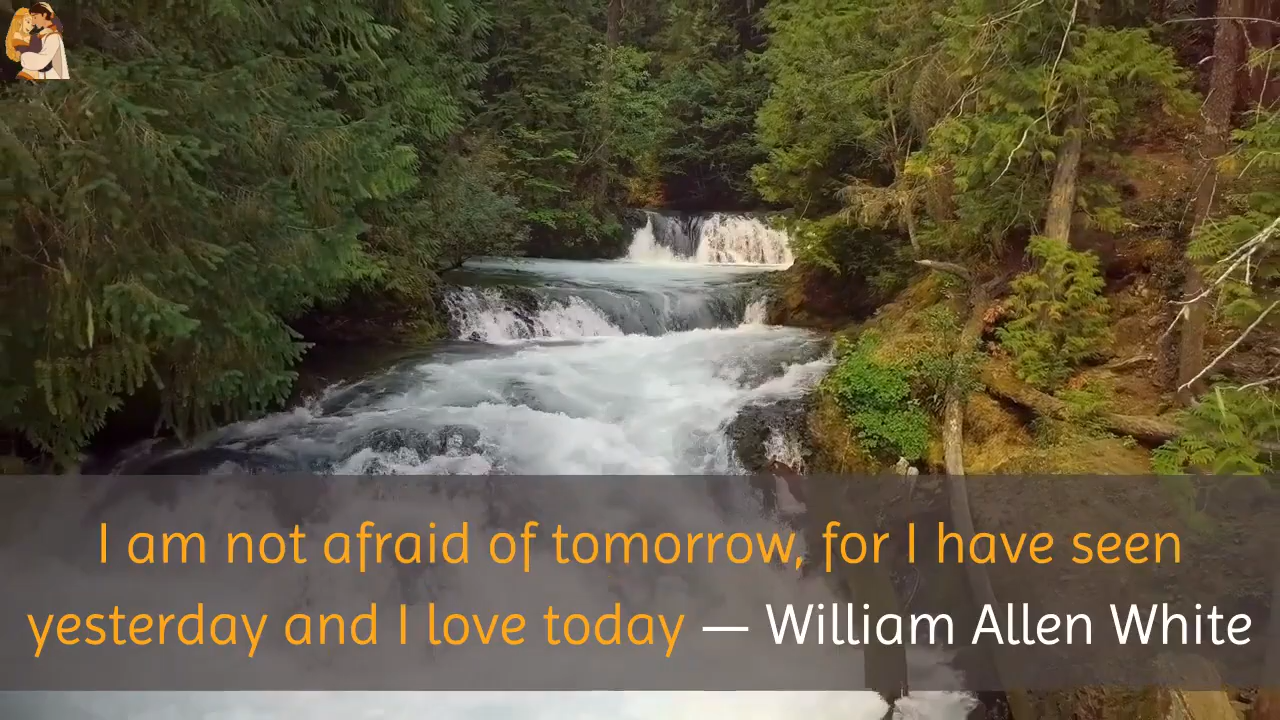 I am not afraid of tomorrow, for I have seen
yesterday and I love today — William Allen White